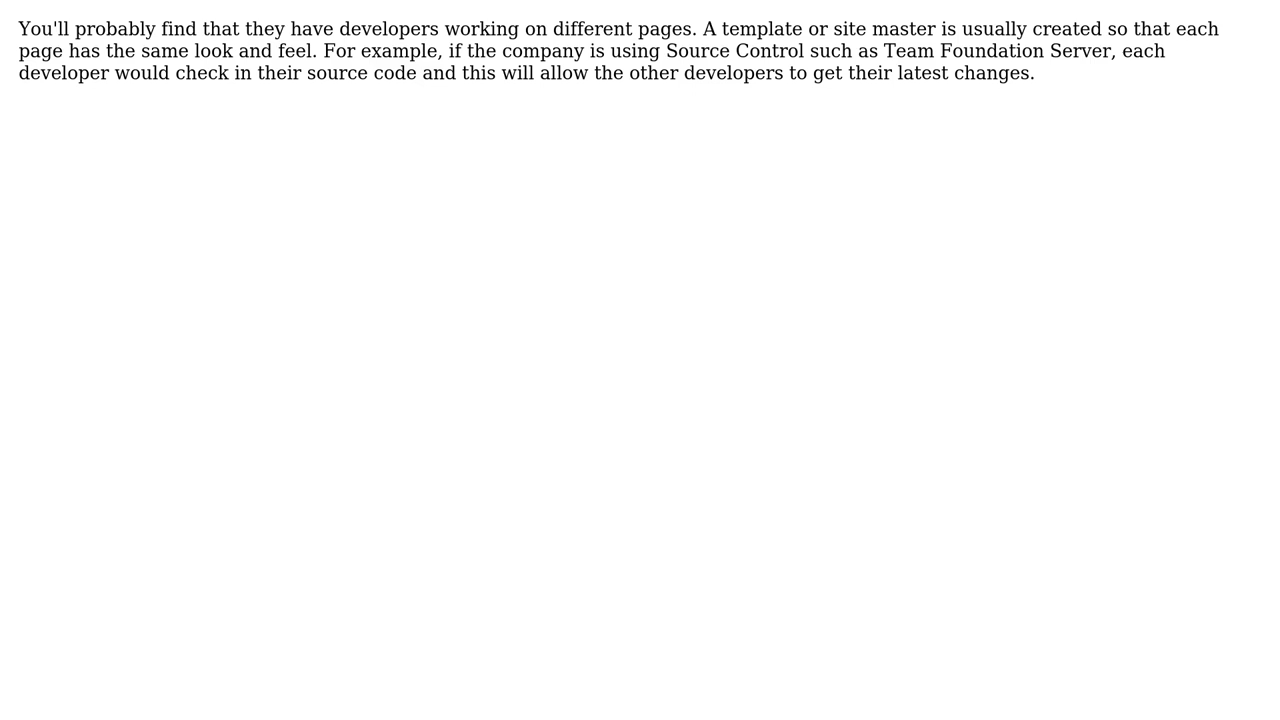 You'll probably find that they have developers working on different pages. A template or site master is usually created so that each
page has the same look and feel. For example, if the company is using Source Control such as Team Foundation Server, each
developer would check in their source code and this will allow the other developers to get their latest changes.